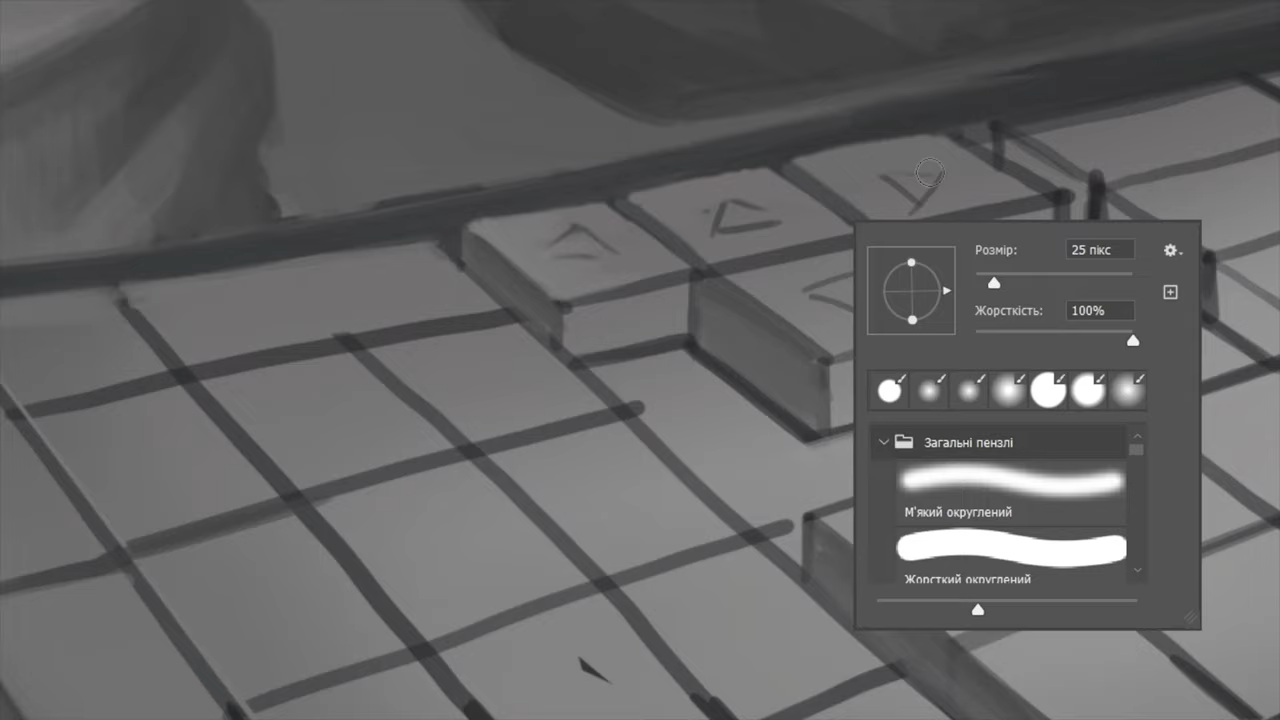 Розмір:
25 пікс
Жорсткість:
100%
Загальні пензлі
М'який округлений
Жорсткий округлений